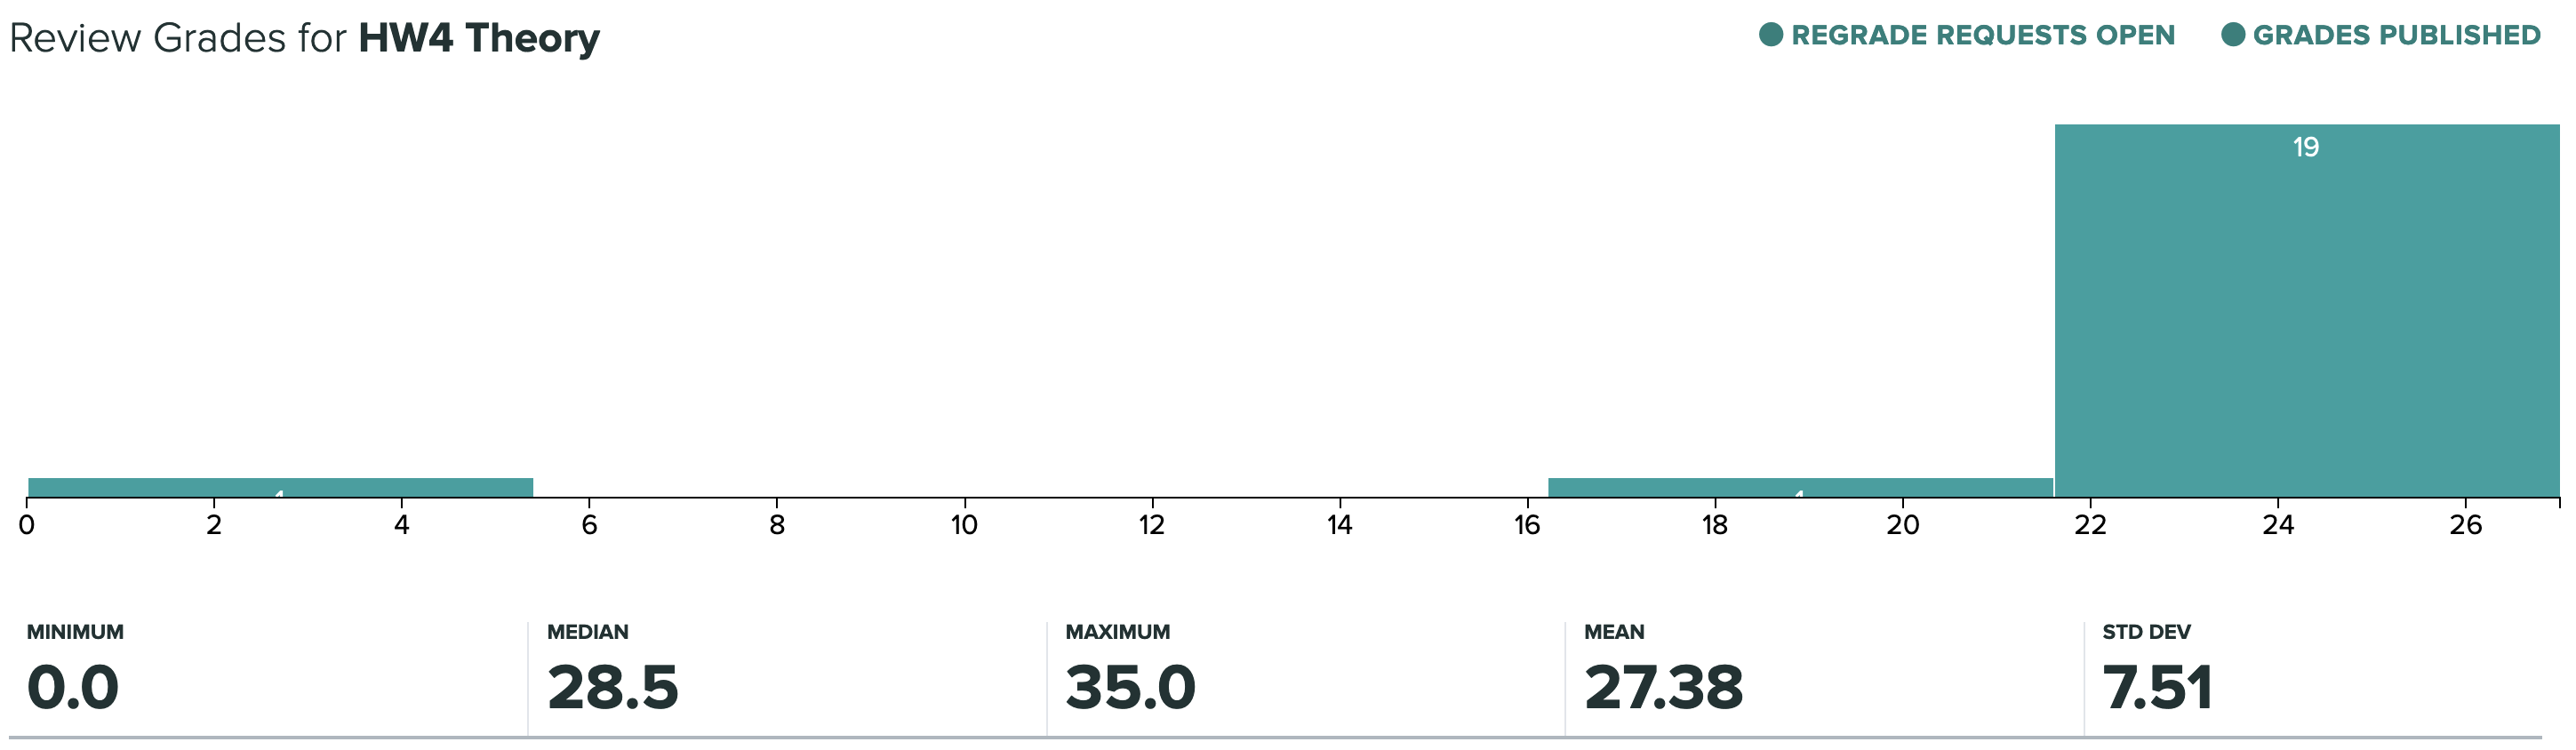 Review Grades for HW4 Theory
REGRADE REQUESTS OPEN
GRADES PUBLISHED
19
0 2 4 6 8 10 12 14 16 18 20 22 24 26
MINIMUM MEDIAN MAXIMUM MEAN STD DEV
0.0 28.5 35.0 27.38 7.51